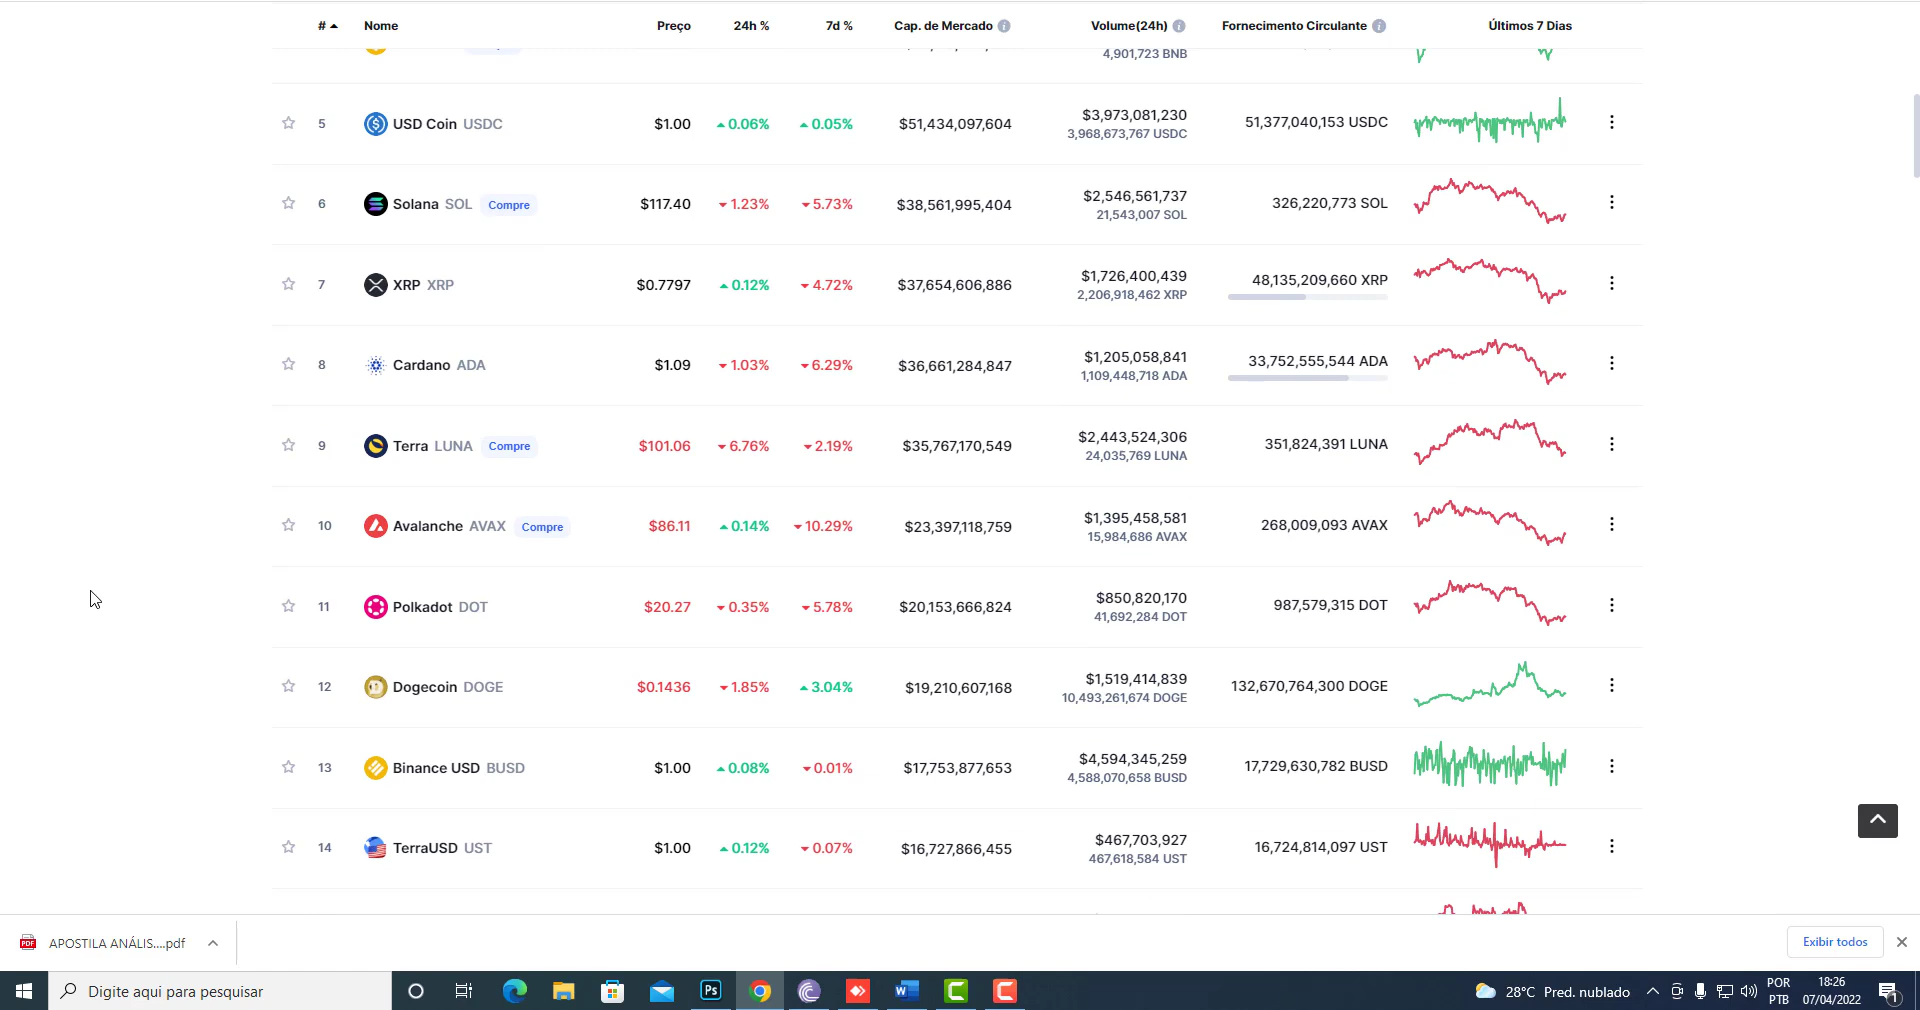 # Nome Preço 24h % 7d % Cap. de Mercado Volume(24h) Fornecimento Circulante Últimos 7 Dias
4,901,723 BNB
5 USD Coin USDC $1.00 0.06% 0.05% $51,434,097,604 $3,973,081,230 51,377,040,153 USDC
3,968,673,767 USDC
6 Solana SOL Compre $117.40 1.23% 5.73% $38,561,995,404 $2,546,561,737 326,220,773 SOL
21,543,007 SOL
7 XRP XRP $0.7797 0.12% 4.72% $37,654,606,886 $1,726,400,439 48,135,209,660 XRP
2,206,918,462 XRP
8 Cardano ADA $1.09 1.03% 6.29% $36,661,284,847 $1,205,058,841 33,752,555,544 ADA
1,109,448,718 ADA
9 Terra LUNA Compre $101.06 6.76% 2.19% $35,767,170,549 $2,443,524,306 351,824,391 LUNA
24,035,769 LUNA
10 Avalanche AVAX Compre $86.11 0.14% 10.29% $23,397,118,759 $1,395,458,581 268,009,093 AVAX
15,984,686 AVAX
11 Polkadot DOT $20.27 0.35% 5.78% $20,153,666,824 $850,820,170 987,579,315 DOT
41,692,284 DOT
12 Dogecoin DOGE $0.1436 1.85% 3.04% $19,210,607,168 $1,519,414,839 132,670,764,300 DOGE
10,493,261,674 DOGE
13 Binance USD BUSD $1.00 0.08% 0.01% $17,753,877,653 $4,594,345,259 17,729,630,782 BUSD
4,588,070,658 BUSD
14 TerraUSD UST $1.00 0.12% 0.07% $16,727,866,455 $467,703,927 16,724,814,097 UST
467,618,584 UST
PDF APOSTILA ANÁLIS....pdf Exibir todos
Digite aqui para pesquisar Ps 28°C Pred. nublado POR 18:26
PTB 07/04/2022 1